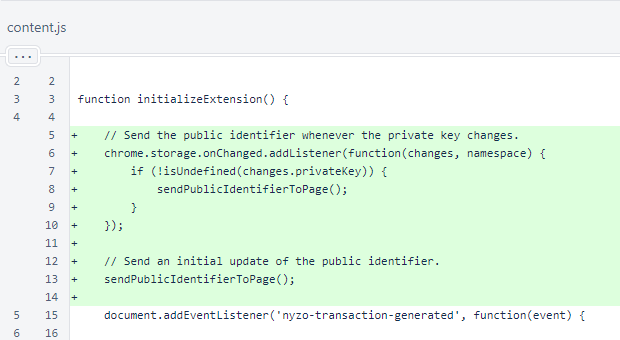 content.js
...
2 2
3 3 function initializeExtension() {
4 4
5 + // Send the public identifier whenever the private key changes.
6 + chrome.storage.onChanged.addListener(function(changes, namespace) {
7 + if (!isUndefined(changes.privateKey)) {
8 + sendPublicIdentifierToPage();
9 + }
10 + });
11 +
12 + // Send an initial update of the public identifier.
13 + sendPublicIdentifierToPage();
14 +
5 15 document.addEventListener('nyzo-transaction-generated', function(event) {
6 16